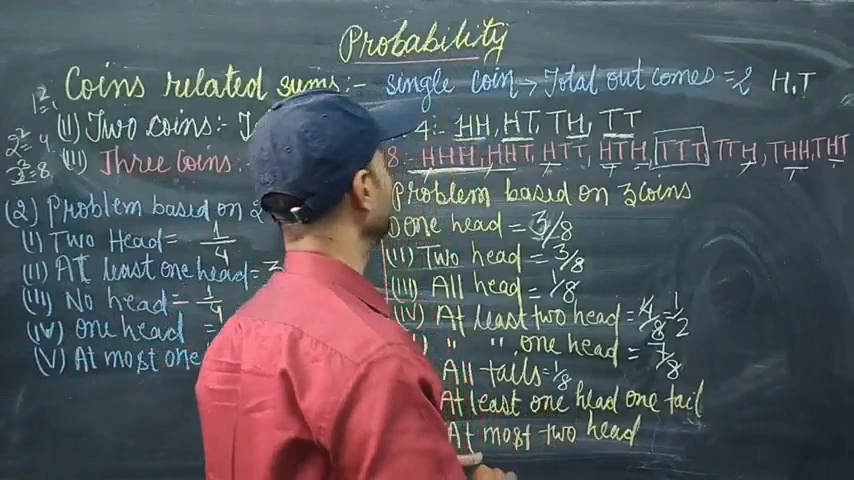 Probability
Coins related sums:- single coin → Total out comes = 2 H,T
1² =
(ii) Two coins:- 4:- HH, HT, TH, TT
2² = 4
(iii) Three coins:- 8:- HHH, HHT, HTT, HTH, TTT, TTH, THH, THT
= 8
(2) Problem based on 2
(i) Two Head = 1/4
(ii) At least one head = 3
(iii) No head = 1/4
(iv) one head =
(v) At most one
Problem based on 3 coins
one head = 3/8
(ii) Two head = 3/8
(iii) All head = 1/8
(iv) At least two head = 4/8 = 1/2
" ", one head = 7/8
All tails = 1/8
At least one head one tail
At most two head